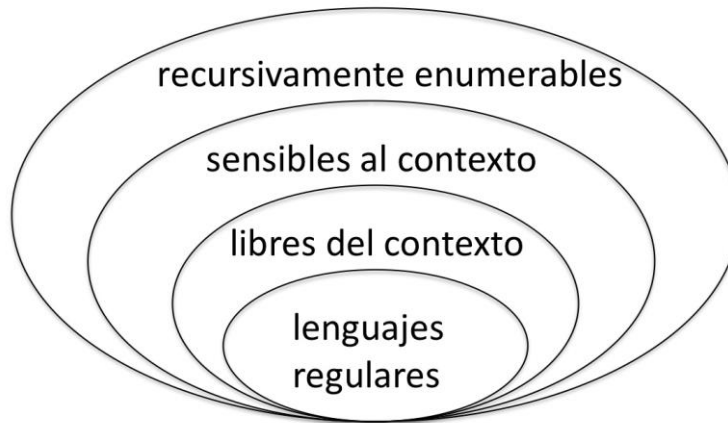 recursivamente enumerables
sensibles al contexto
libres del contexto
lenguajes
regulares